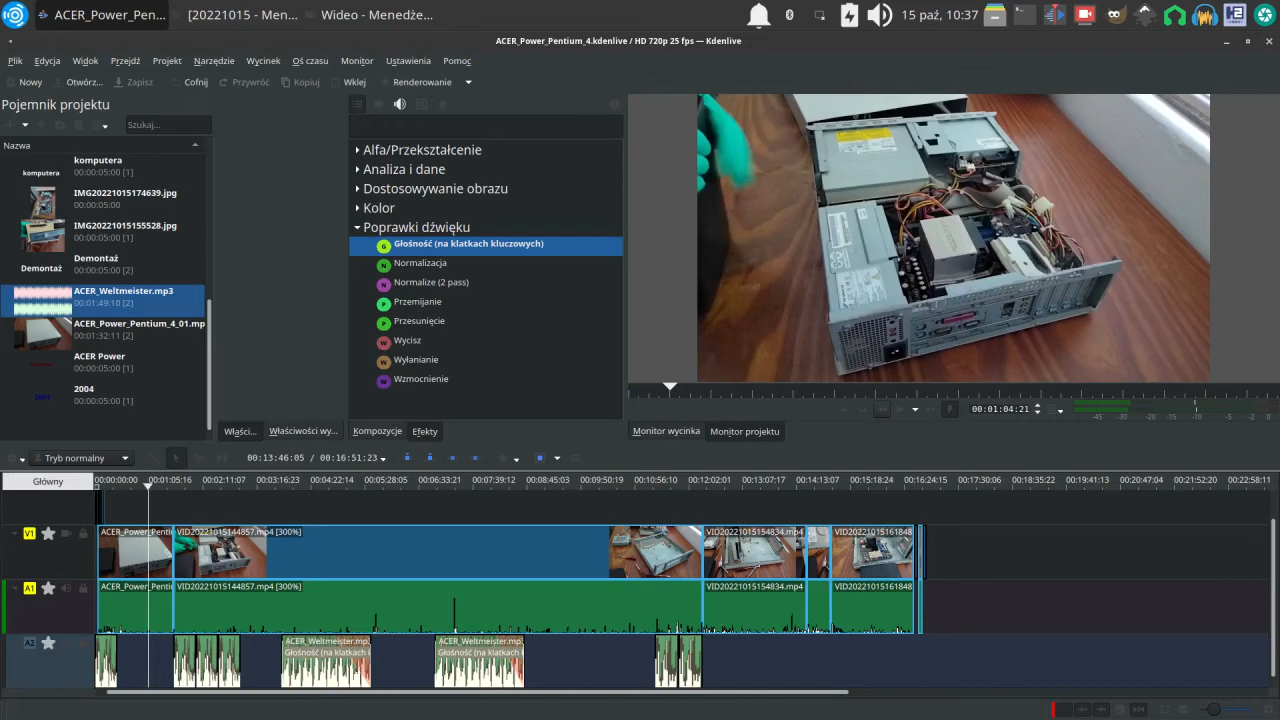 ACER_Power_Pent...
[20221015 - Men...
Wideo - Menedże...
15 paź, 10:37
ACER_Power_Pentium_4.kdenlive / HD 720p 25 fps — Kdenlive
Plik Edycja Widok Przejdź Projekt Narzędzie Wycinek Oś czasu Monitor Ustawienia Pomoc
Nowy Otwórz... Zapisz Cofnij Przywróć Kopiuj Wklej Renderowanie
Pojemnik projektu
Szukaj...
Nazwa
komputera
komputera
00:00:05:00 [1]
IMG20221015174639.jpg
00:00:05:00
IMG20221015155528.jpg
00:00:05:00 [1]
Demontaż
Demontaż
00:00:05:00 [2]
ACER_Weltmeister.mp3
00:01:49:10 [2]
ACER_Power_Pentium_4_01.mp
00:01:32:11 [2]
ACER Power
00:00:05:00 [1]
2004
2004
00:00:05:00 [1]
Alfa/Przekształcenie
Analiza i dane
Dostosowywanie obrazu
Kolor
Poprawki dźwięku
G Głośność (na klatkach kluczowych)
N Normalizacja
N Normalize (2 pass)
P Przemijanie
P Przesunięcie
W Wycisz
W Wyłanianie
W Wzmocnienie
Właści... Właściwości wy... Kompozycje Efekty
Monitor wycinka Monitor projektu
00:01:04:21
-45 -30 -20 -15 -10 -5 -2 0
Tryb normalny
00:13:46:05 / 00:16:51:23
Główny
00:00:00:00 00:01:05:16 00:02:11:07 00:03:16:23 00:04:22:14 00:05:28:05 00:06:33:21 00:07:39:12 00:08:45:03 00:09:50:19 00:10:56:10 00:12:02:01 00:13:07:17 00:14:13:07 00:15:18:24 00:16:24:15 00:17:30:06 00:18:35:22 00:19:41:13 00:20:47:04 00:21:52:20 00:22:58:11
V1
ACER_Power_Penti VID20221015144857.mp4 [300%] VID20221015154834.mp4 VID20221015161848
A1
ACER_Power_Penti VID20221015144857.mp4 [300%] VID20221015154834.mp4 VID20221015161848
A2
ACER_Weltmeister.mp3 ACER_Weltmeister.mp3
Głośność (na klatkach k Głośność (na klatkach k